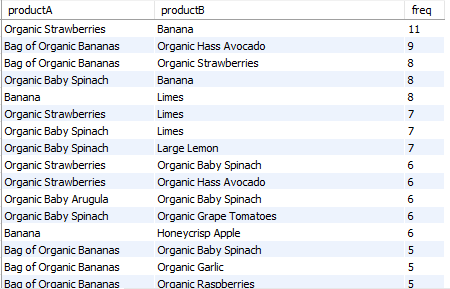 productA productB freq
Organic Strawberries Banana 11
Bag of Organic Bananas Organic Hass Avocado 9
Bag of Organic Bananas Organic Strawberries 8
Organic Baby Spinach Banana 8
Banana Limes 8
Organic Strawberries Limes 7
Organic Baby Spinach Limes 7
Organic Baby Spinach Large Lemon 7
Organic Strawberries Organic Baby Spinach 6
Organic Strawberries Organic Hass Avocado 6
Organic Baby Arugula Organic Baby Spinach 6
Organic Baby Spinach Organic Grape Tomatoes 6
Banana Honeycrisp Apple 6
Bag of Organic Bananas Organic Baby Spinach 5
Bag of Organic Bananas Organic Garlic 5
Bag of Organic Bananas Organic Raspberries 5